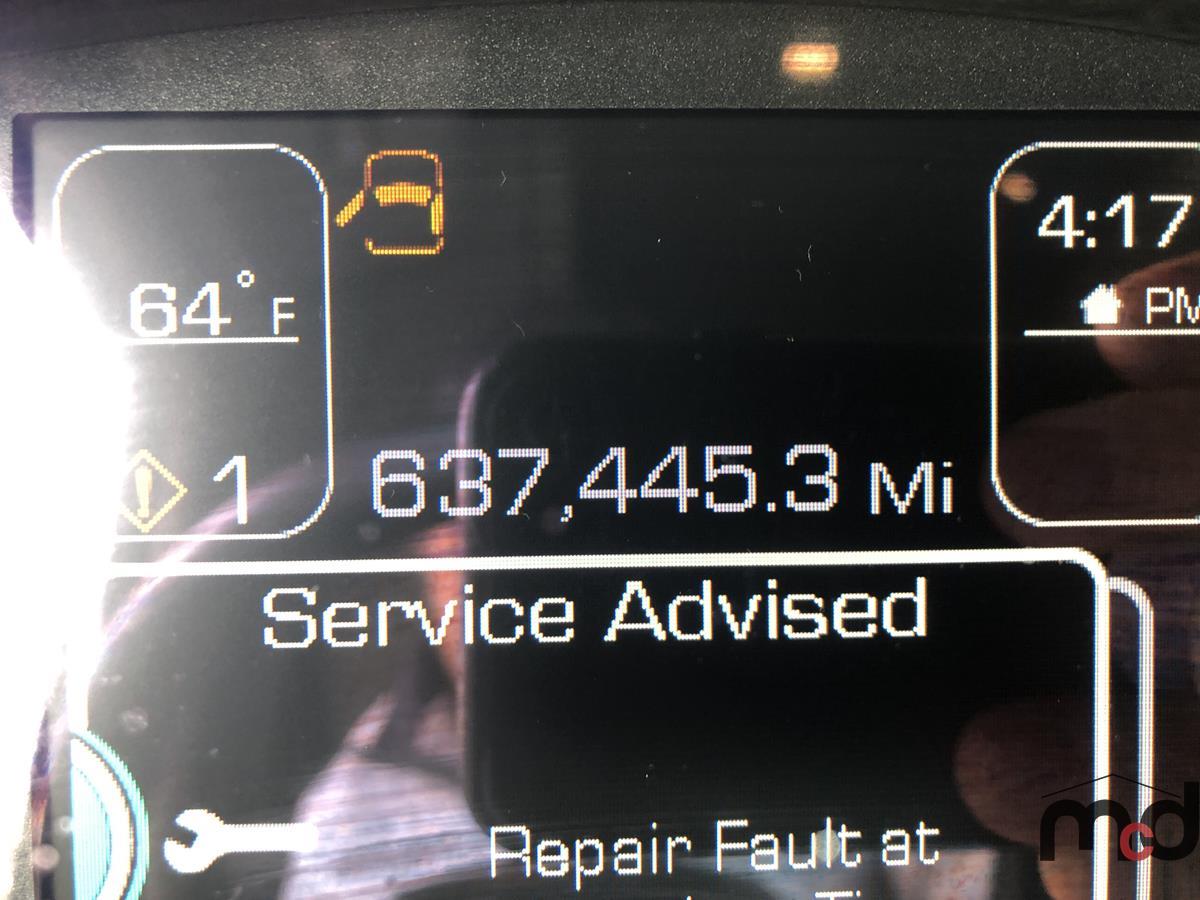 4:17
64°F
PM
1
637,445.3 Mi
Service Advised
Repair Fault at
mcd